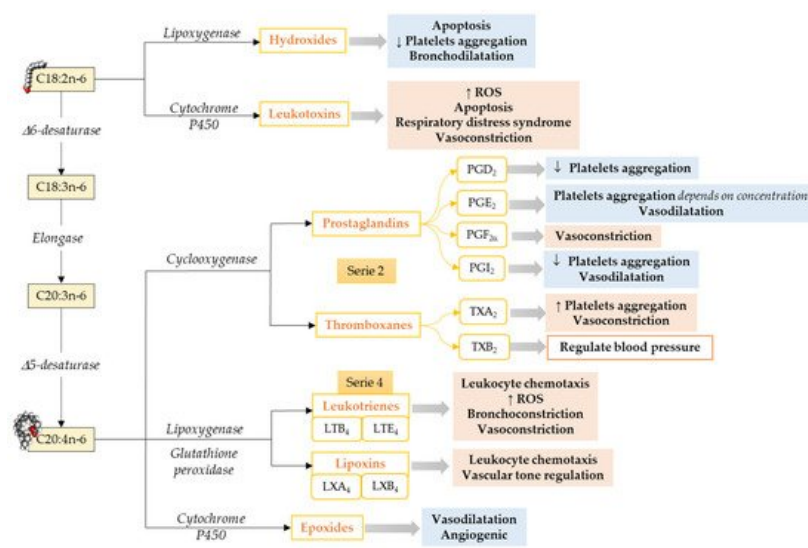 Lipoxygenase
Hydroxides
Apoptosis
↓ Platelets aggregation
Bronchodilatation
C18:2n-6
Cytochrome
P450
Leukotoxins
↑ ROS
Apoptosis
Respiratory distress syndrome
Vasoconstriction
Δ6-desaturase
C18:3n-6
Elongase
C20:3n-6
Δ5-desaturase
C20:4n-6
Cyclooxygenase
Prostaglandins
Serie 2
PGD2
↓ Platelets aggregation
PGE2
Platelets aggregation depends on concentration
Vasodilatation
PGF2α
Vasoconstriction
PGI2
↓ Platelets aggregation
Vasodilatation
Thromboxanes
TXA2
↑ Platelets aggregation
Vasoconstriction
TXB2
Regulate blood pressure
Lipoxygenase
Glutathione
peroxidase
Serie 4
Leukotrienes
LTB4 LTE4
Leukocyte chemotaxis
↑ ROS
Bronchoconstriction
Vasoconstriction
Lipoxins
LXA4 LXB4
Leukocyte chemotaxis
Vascular tone regulation
Cytochrome
P450
Epoxides
Vasodilatation
Angiogenic